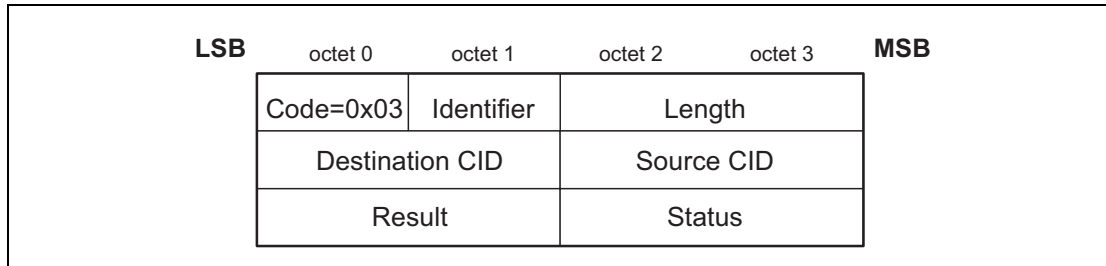 LSB octet 0 octet 1 octet 2 octet 3 MSB
Code=0x03 Identifier Length
Destination CID Source CID
Result Status